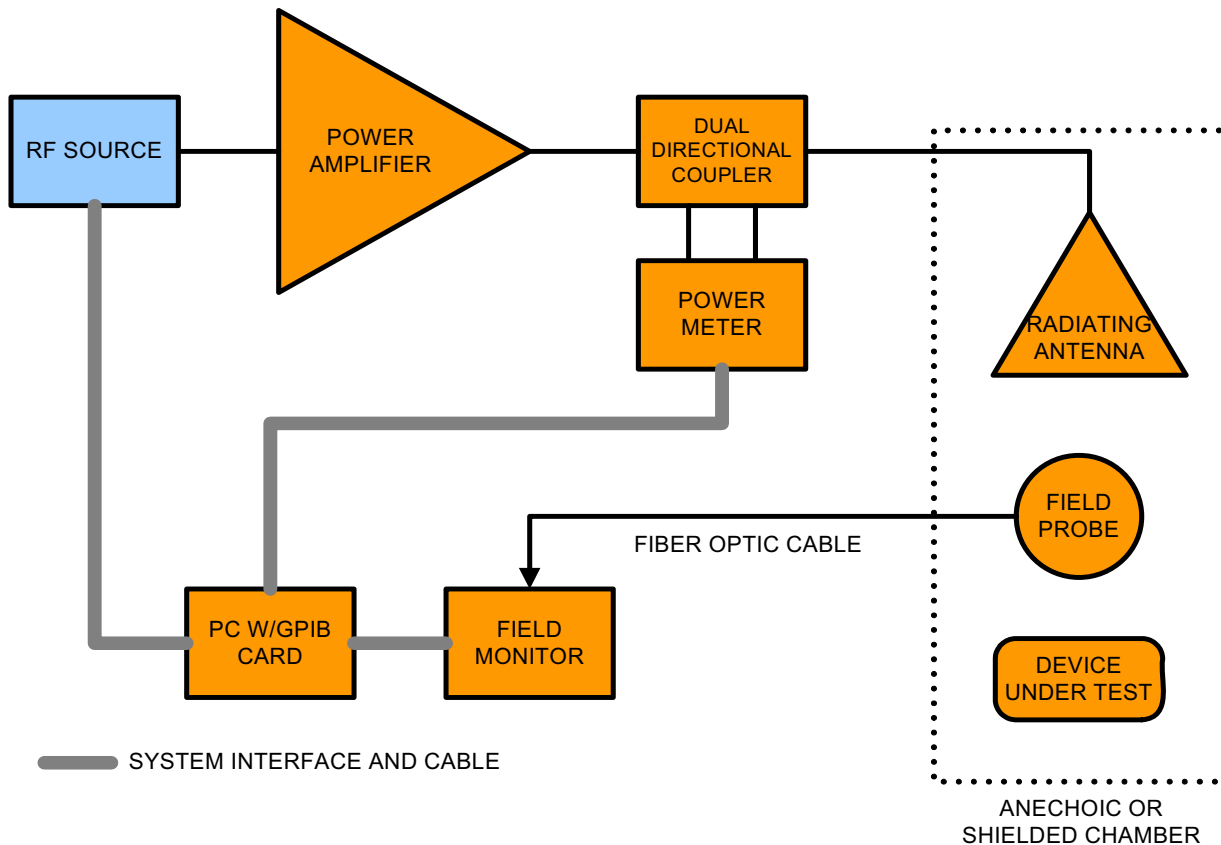 RF SOURCE
POWER
AMPLIFIER
DUAL
DIRECTIONAL
COUPLER
POWER
METER
RADIATING
ANTENNA
FIELD
PROBE
FIBER OPTIC CABLE
PC W/GPIB
CARD
FIELD
MONITOR
DEVICE
UNDER TEST
SYSTEM INTERFACE AND CABLE
ANECHOIC OR
SHIELDED CHAMBER